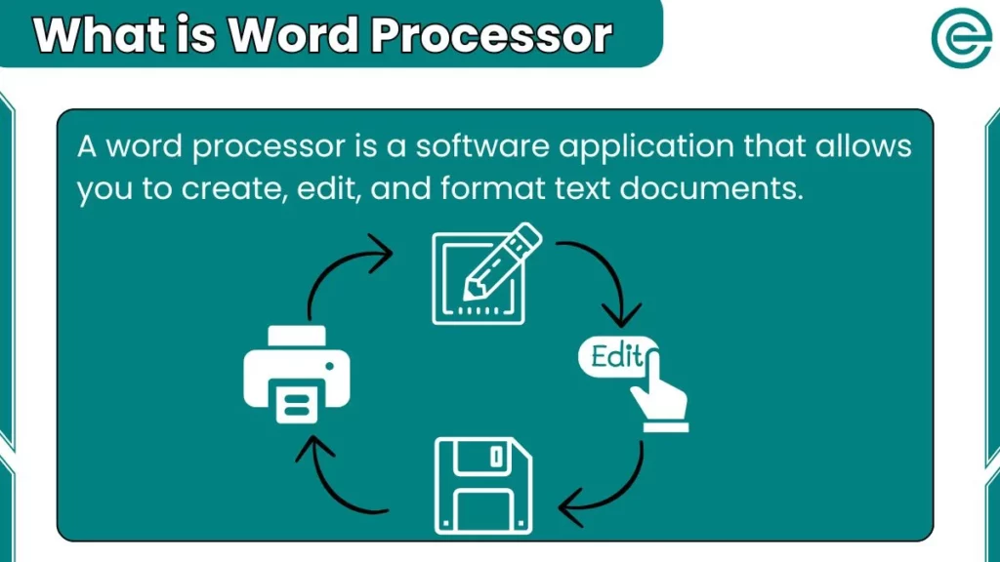 What is Word Processor
A word processor is a software application that allows
you to create, edit, and format text documents.
Edit